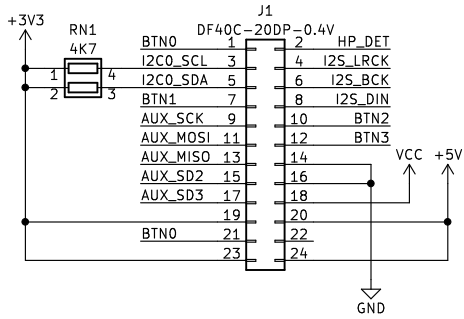 J1
DF40C-20DP-0.4V
+3V3
RN1
4K7
1 4
2 3
BTN0 1 2 HP_DET
I2C0_SCL 3 4 I2S_LRCK
I2C0_SDA 5 6 I2S_BCK
BTN1 7 8 I2S_DIN
AUX_SCK 9 10 BTN2
AUX_MOSI 11 12 BTN3
AUX_MISO 13 14
AUX_SD2 15 16
AUX_SD3 17 18
19 20
BTN0 21 22
23 24
VCC +5V
GND